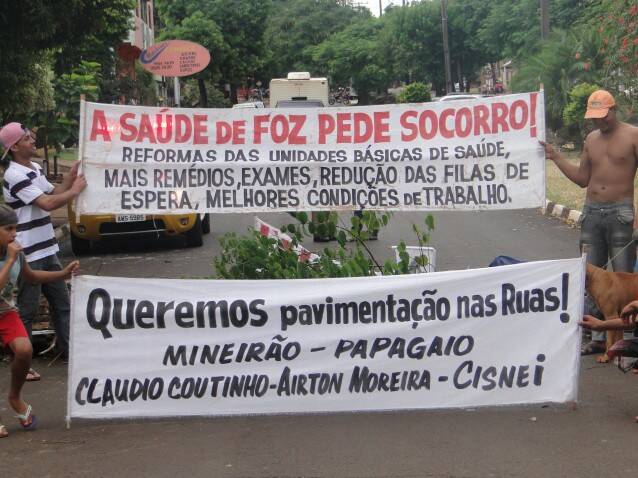 A SAÚDE DE FOZ PEDE SOCORRO!
REFORMAS DAS UNIDADES BÁSICAS DE SAÚDE,
MAIS REMÉDIOS, EXAMES, REDUÇÃO DAS FILAS DE
ESPERA, MELHORES CONDIÇÕES DE TRABALHO.
Queremos pavimentação nas Ruas!
MINEIRÃO - PAPAGAIO
CLAUDIO COUTINHO - AIRTON MOREIRA - CISNEi